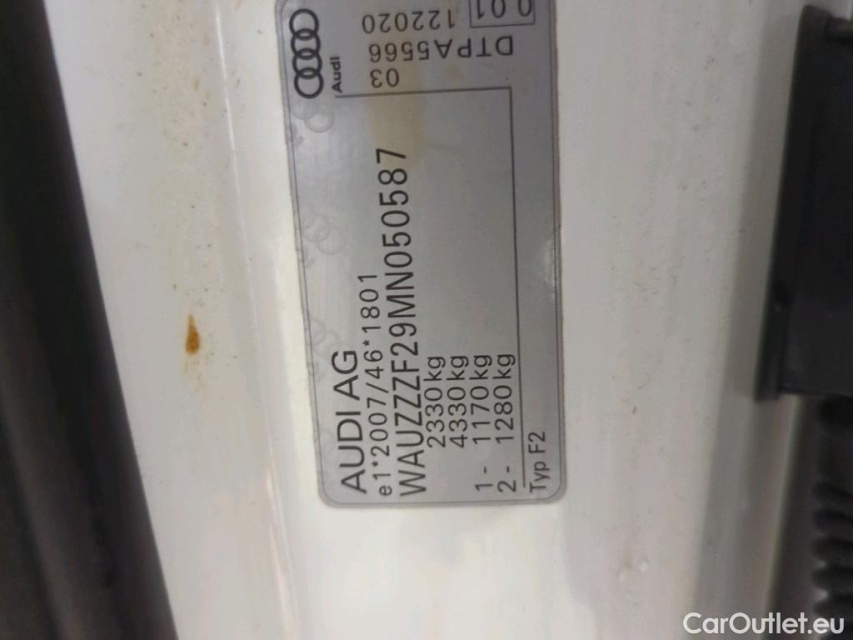 AUDI AG
e1*2007/46*1801
WAUZZZF29MN050587
2330 kg
4330 kg
1 - 1170 kg
2 - 1280 kg
Typ F2
Audi
03
DTPA5566
122020
0.01
CarOutlet.eu